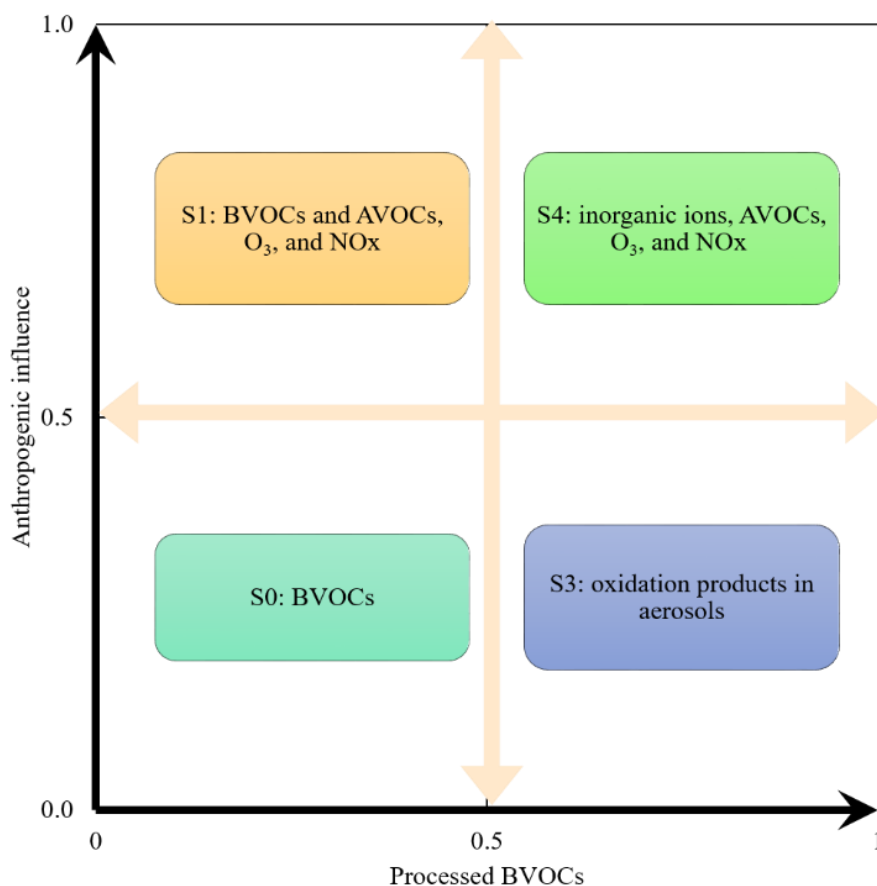 1.0
S1: BVOCs and AVOCs,
O₃, and NOx
S4: inorganic ions, AVOCs,
O₃, and NOx
Anthropogenic influence
0.5
S0: BVOCs
S3: oxidation products in
aerosols
0.0
0
0.5
1
Processed BVOCs